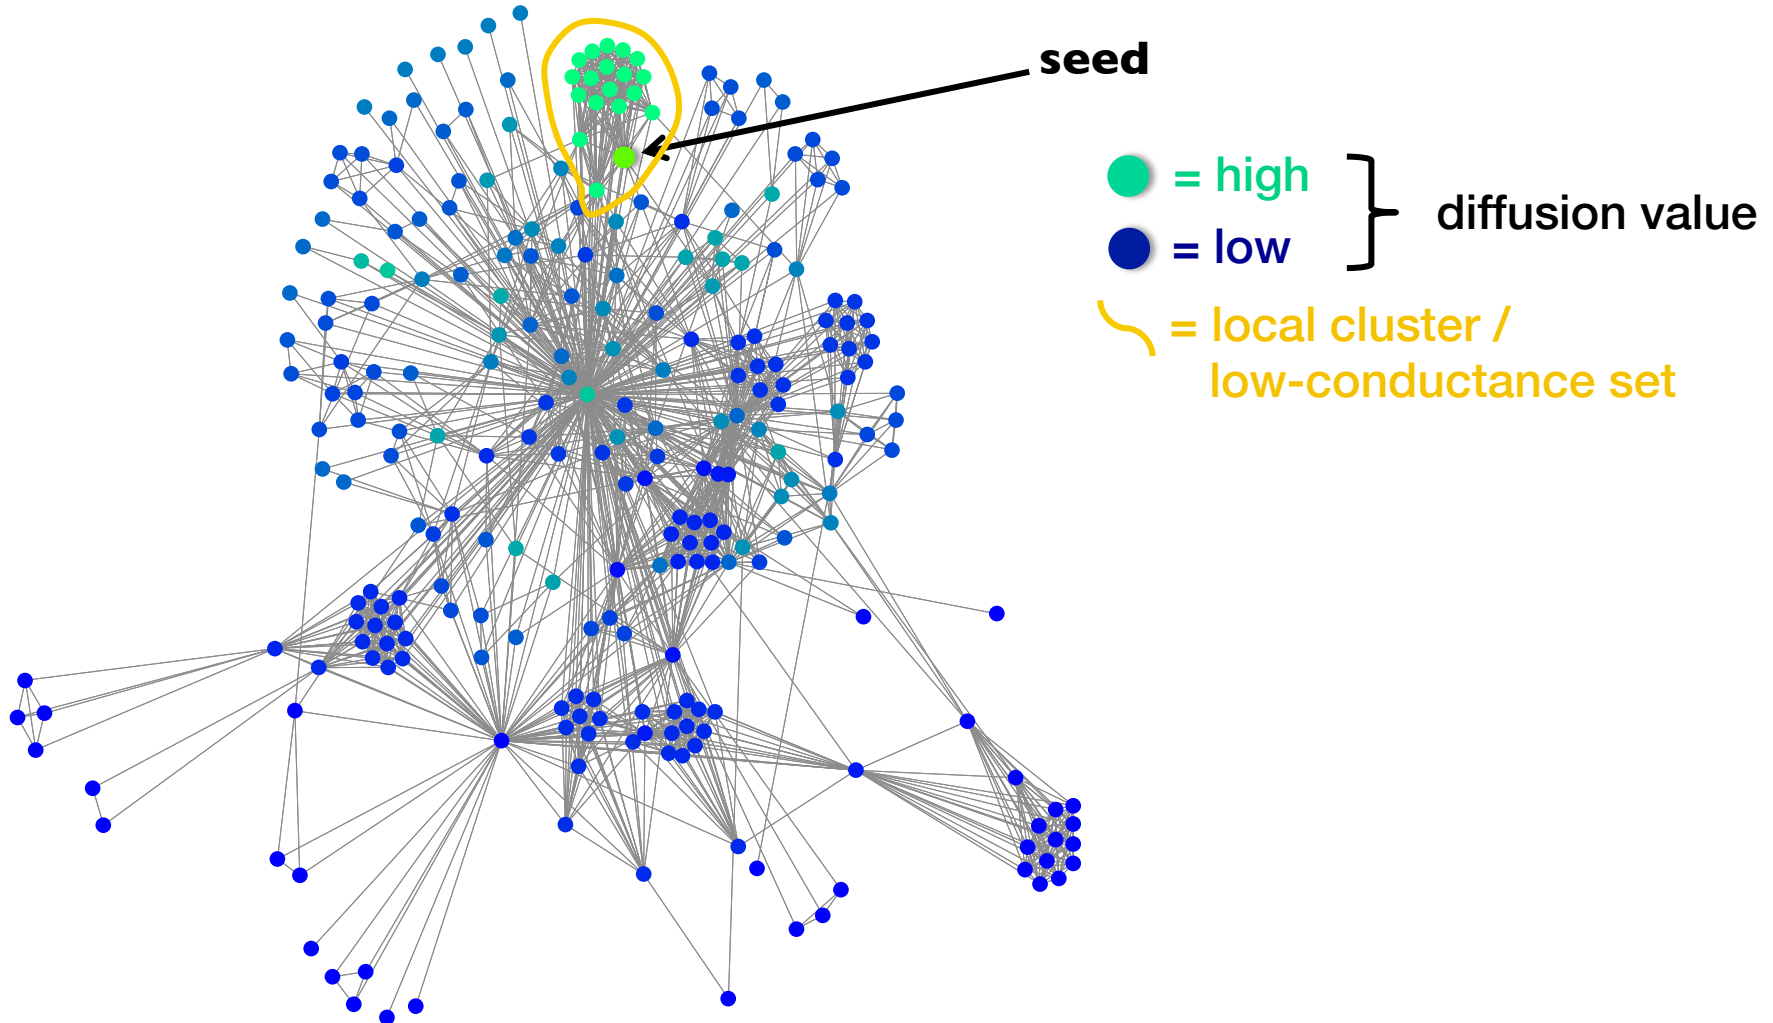 seed
= high
= low
diffusion value
= local cluster /
low-conductance set